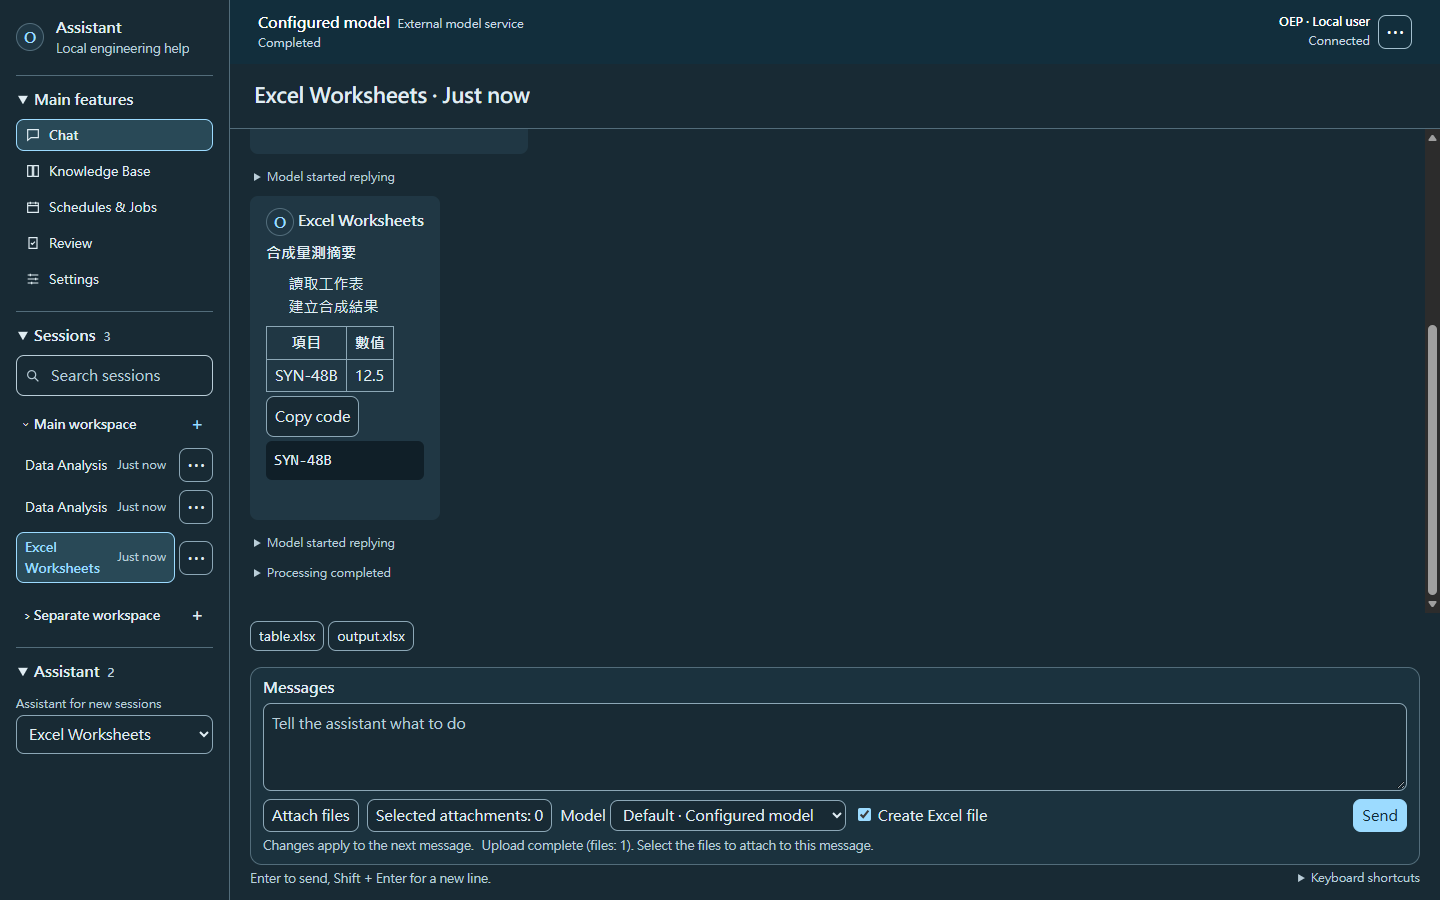 O
Assistant
Local engineering help
▼ Main features
Chat
Knowledge Base
Schedules & Jobs
Review
Settings
▼ Sessions 3
Search sessions
Main workspace +
Data Analysis Just now ...
Data Analysis Just now ...
Excel Worksheets Just now ...
Separate workspace +
▼ Assistant 2
Assistant for new sessions
Excel Worksheets
Configured model External model service
Completed
OEP · Local user
Connected
...
Excel Worksheets · Just now
▶ Model started replying
O Excel Worksheets
合成量測摘要
讀取工作表
建立合成結果
項目 數值
SYN-48B 12.5
Copy code
SYN-48B
▶ Model started replying
▶ Processing completed
table.xlsx output.xlsx
Messages
Tell the assistant what to do
Attach files Selected attachments: 0 Model Default · Configured model Create Excel file Send
Changes apply to the next message. Upload complete (files: 1). Select the files to attach to this message.
Enter to send, Shift + Enter for a new line.
▶ Keyboard shortcuts